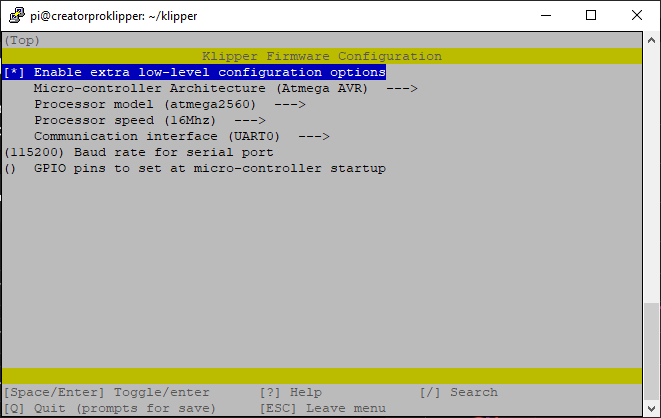 pi@creatorproklipper: ~/klipper
(Top)
Klipper Firmware Configuration
[*] Enable extra low-level configuration options
Micro-controller Architecture (Atmega AVR)  --->
Processor model (atmega2560)  --->
Processor speed (16Mhz)  --->
Communication interface (UART0)  --->
(115200) Baud rate for serial port
()  GPIO pins to set at micro-controller startup
[Space/Enter] Toggle/enter [?] Help [/] Search
[Q] Quit (prompts for save) [ESC] Leave menu